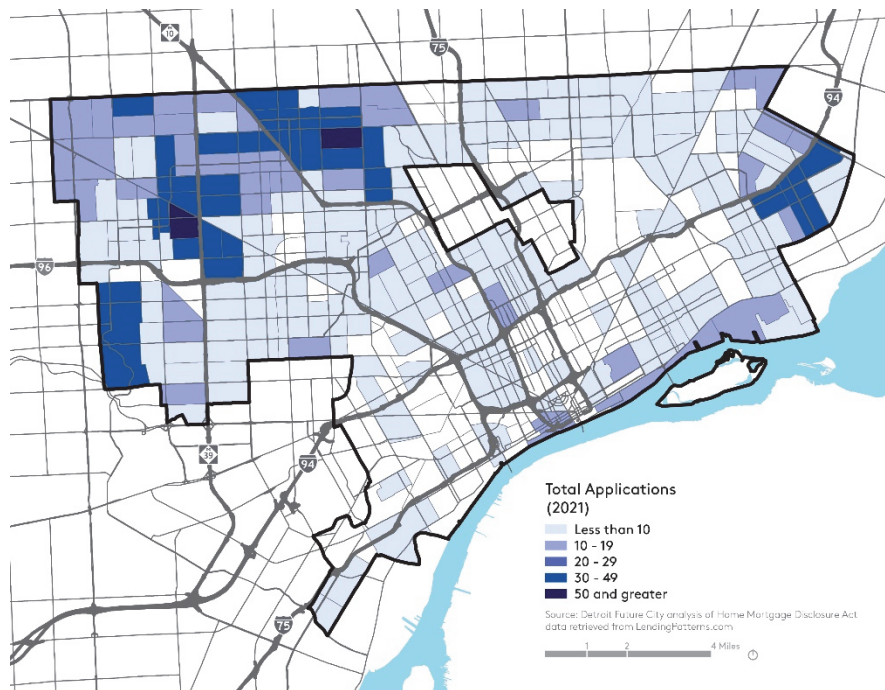 10
75
94
96
39
94
75
Total Applications
(2021)
Less than 10
10 - 19
20 - 29
30 - 49
50 and greater
Source: Detroit Future City analysis of Home Mortgage Disclosure Act
data retrieved from LendingPatterns.com
1 2 4 Miles